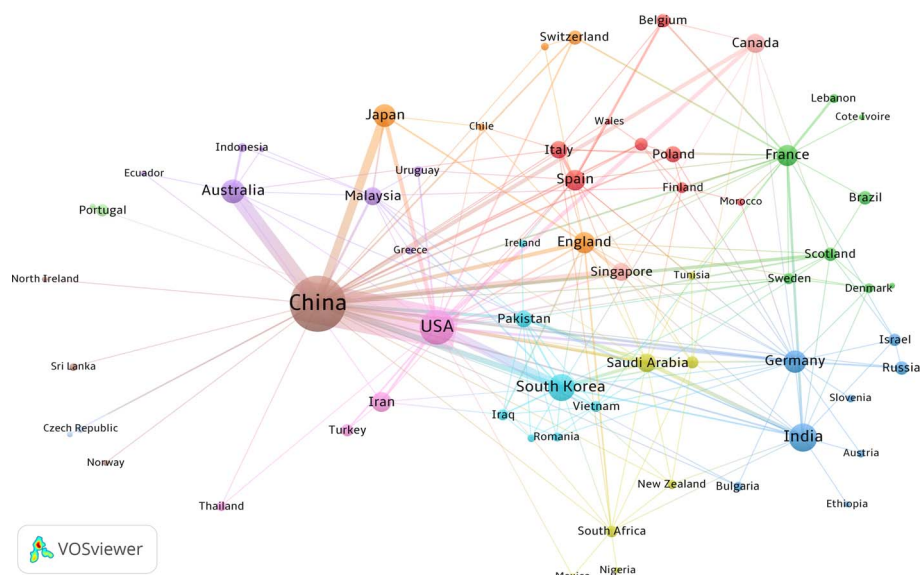 Belgium
Switzerland
Canada
Lebanon
Cote Ivoire
Japan
Chile
Wales
Indonesia
Italy
Poland
France
Ecuador
Uruguay
Spain
Australia
Malaysia
Finland
Brazil
Morocco
Portugal
Greece
Ireland
England
Scotland
North Ireland
Singapore
Tunisia
Sweden
Denmark
China
Pakistan
USA
Israel
Sri Lanka
Saudi Arabia
Germany
Russia
South Korea
Iran
Vietnam
Slovenia
Iraq
Czech Republic
Turkey
Romania
India
Austria
Norway
New Zealand
Bulgaria
Thailand
Ethiopia
South Africa
VOSviewer
Nigeria